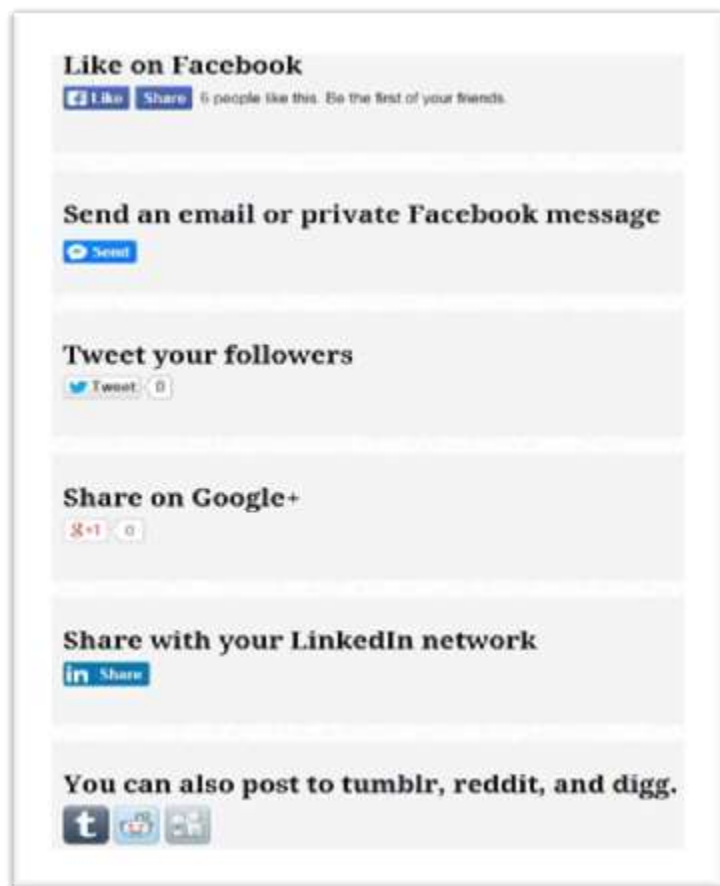 Like on Facebook
Like Share 6 people like this. Be the first of your friends.
Send an email or private Facebook message
Send
Tweet your followers
Tweet 0
Share on Google+
g+1 0
Share with your LinkedIn network
in Share
You can also post to tumblr, reddit, and digg.
t